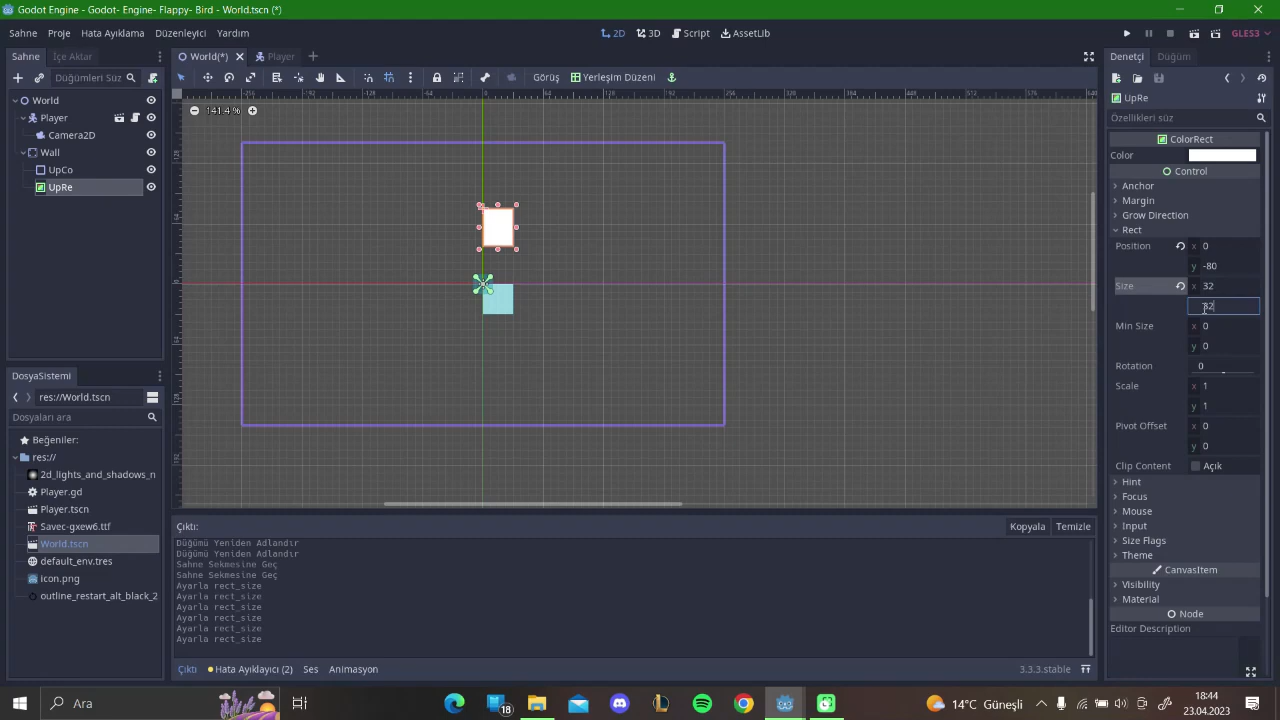 Godot Engine - Godot- Engine- Flappy- Bird - World.tscn (*)
Sahne Proje Hata Ayıklama Düzenleyici Yardım
2D 3D Script AssetLib
GLES3
Sahne İçe Aktar
Düğümleri Süz
World
Player
Camera2D
Wall
UpCo
UpRe
World(*) Player
Görüş Yerleşim Düzeni
141.4 %
DosyaSistemi
res://World.tscn
Dosyaları ara
Beğeniler:
res://
2d_lights_and_shadows_n
Player.gd
Player.tscn
Savec-gxew6.ttf
World.tscn
default_env.tres
icon.png
outline_restart_alt_black_2
Çıktı:
Kopyala Temizle
Düğümü Yeniden Adlandır
Düğümü Yeniden Adlandır
Sahne Sekmesine Geç
Sahne Sekmesine Geç
Ayarla rect_size
Ayarla rect_size
Ayarla rect_size
Ayarla rect_size
Ayarla rect_size
Ayarla rect_size
Çıktı Hata Ayıklayıcı (2) Ses Animasyon
3.3.3.stable
Denetçi Düğüm
UpRe
Özellikleri süz
ColorRect
Color
Control
Anchor
Margin
Grow Direction
Rect
Position x 0
y -80
Size x 32
32
Min Size x 0
y 0
Rotation 0
Scale x 1
y 1
Pivot Offset x 0
y 0
Clip Content Açık
Hint
Focus
Mouse
Input
Size Flags
Theme
CanvasItem
Visibility
Material
Node
Editor Description
Ara
18
14°C Güneşli
18:44
23.04.2023